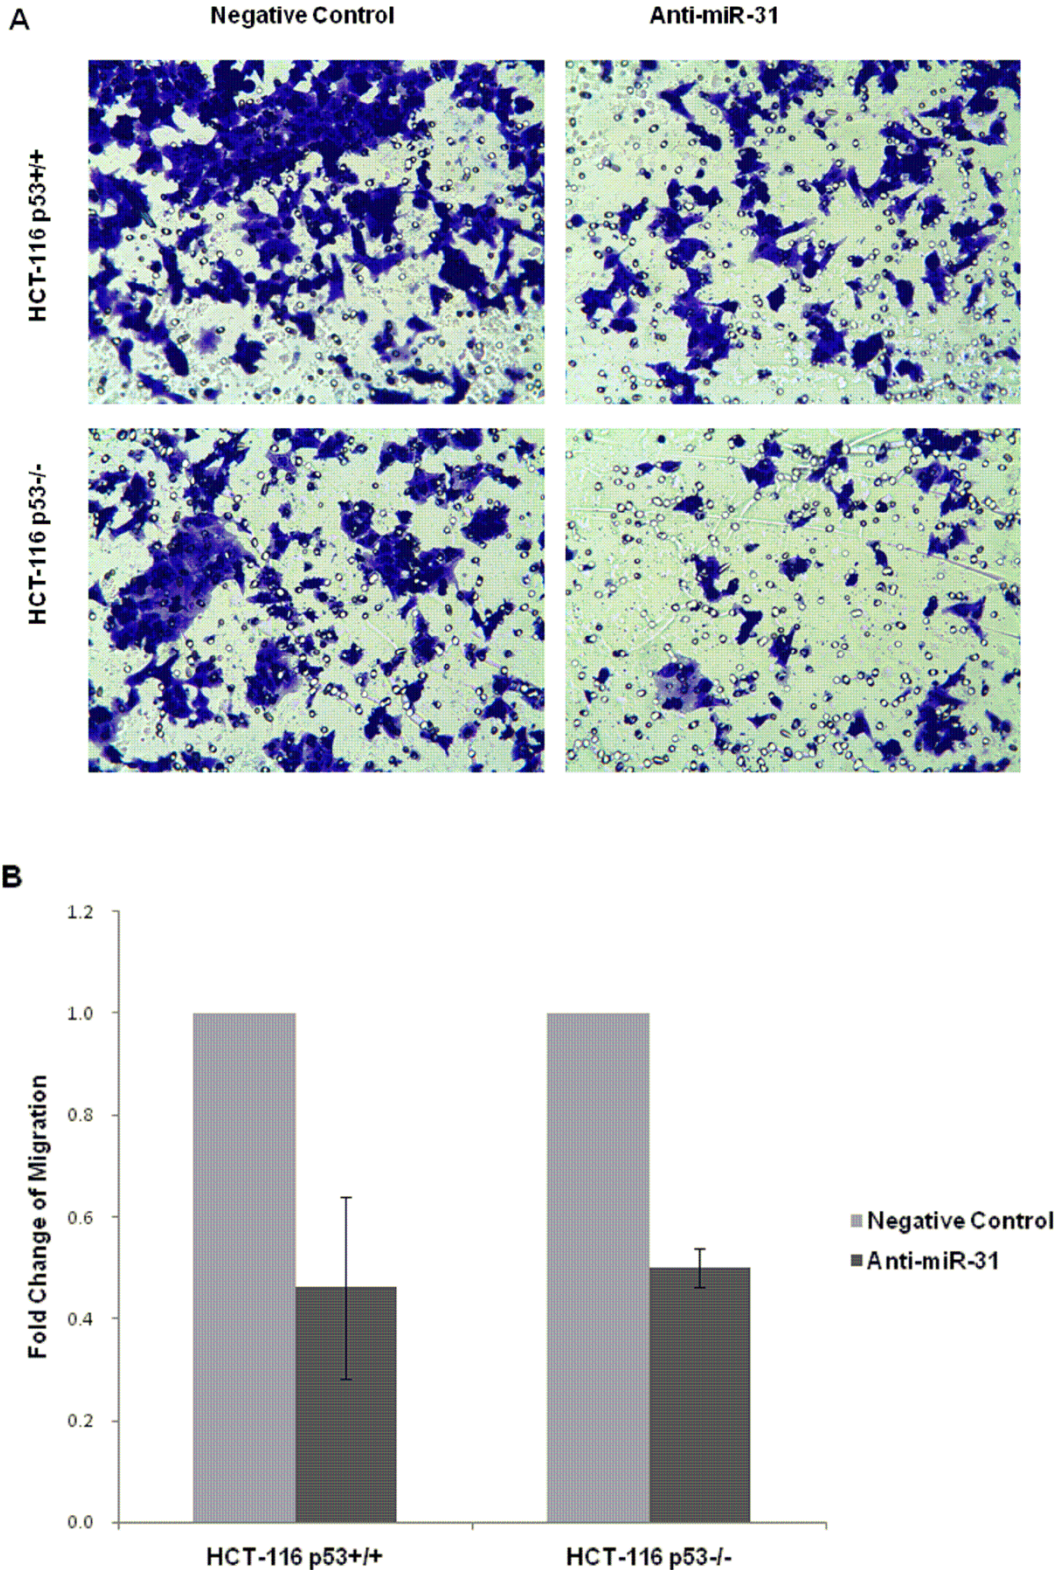 A
Negative Control
Anti-miR-31
HCT-116 p53+/+
HCT-116 p53-/-
B
1.2
1.0
0.8
0.6
0.4
0.2
0.0
Fold Change of Migration
Negative Control
Anti-miR-31
HCT-116 p53+/+
HCT-116 p53-/-